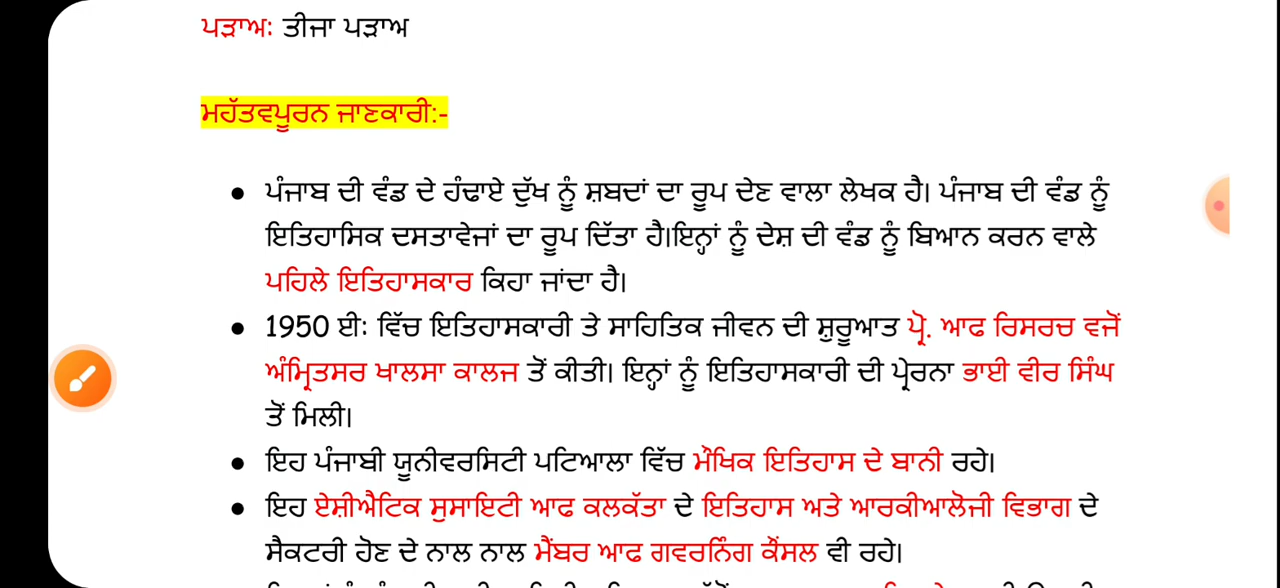 ਪੜਾਅ: ਤੀਜਾ ਪੜਾਅ
ਮਹੱਤਵਪੂਰਨ ਜਾਣਕਾਰੀ:-
● ਪੰਜਾਬ ਦੀ ਵੰਡ ਦੇ ਹੰਢਾਏ ਦੁੱਖ ਨੂੰ ਸ਼ਬਦਾਂ ਦਾ ਰੂਪ ਦੇਣ ਵਾਲਾ ਲੇਖਕ ਹੈ। ਪੰਜਾਬ ਦੀ ਵੰਡ ਨੂੰ
ਇਤਿਹਾਸਿਕ ਦਸਤਾਵੇਜਾਂ ਦਾ ਰੂਪ ਦਿੱਤਾ ਹੈ।ਇਨ੍ਹਾਂ ਨੂੰ ਦੇਸ਼ ਦੀ ਵੰਡ ਨੂੰ ਬਿਆਨ ਕਰਨ ਵਾਲੇ
ਪਹਿਲੇ ਇਤਿਹਾਸਕਾਰ ਕਿਹਾ ਜਾਂਦਾ ਹੈ।
● 1950 ਈ: ਵਿੱਚ ਇਤਿਹਾਸਕਾਰੀ ਤੇ ਸਾਹਿਤਿਕ ਜੀਵਨ ਦੀ ਸ਼ੁਰੂਆਤ ਪ੍ਰੋ. ਆਫ ਰਿਸਰਚ ਵਜੋਂ
ਅੰਮ੍ਰਿਤਸਰ ਖਾਲਸਾ ਕਾਲਜ ਤੋਂ ਕੀਤੀ। ਇਨ੍ਹਾਂ ਨੂੰ ਇਤਿਹਾਸਕਾਰੀ ਦੀ ਪ੍ਰੇਰਨਾ ਭਾਈ ਵੀਰ ਸਿੰਘ
ਤੋਂ ਮਿਲੀ।
● ਇਹ ਪੰਜਾਬੀ ਯੂਨੀਵਰਸਿਟੀ ਪਟਿਆਲਾ ਵਿੱਚ ਮੌਖਿਕ ਇਤਿਹਾਸ ਦੇ ਬਾਨੀ ਰਹੇ।
● ਇਹ ਏਸ਼ੀਐਟਿਕ ਸੁਸਾਇਟੀ ਆਫ ਕਲਕੱਤਾ ਦੇ ਇਤਿਹਾਸ ਅਤੇ ਆਰਕੀਆਲੋਜੀ ਵਿਭਾਗ ਦੇ
ਸੈਕਟਰੀ ਹੋਣ ਦੇ ਨਾਲ ਨਾਲ ਮੈਂਬਰ ਆਫ ਗਵਰਨਿੰਗ ਕੌਂਸਲ ਵੀ ਰਹੇ।